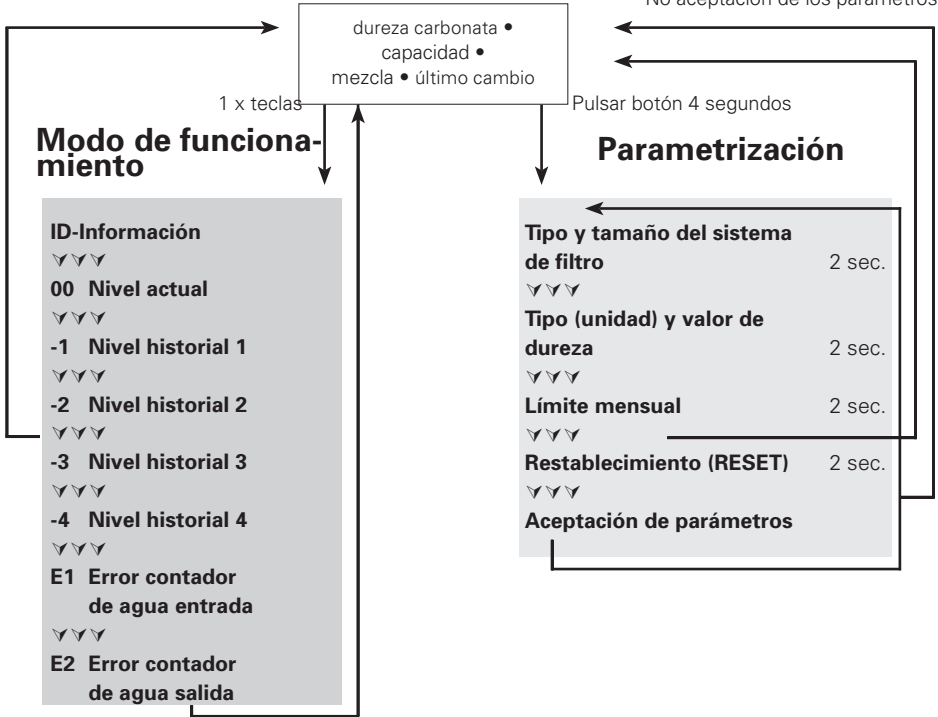 No aceptación de los parámetros
dureza carbonata •
capacidad •
mezcla • último cambio
1 x teclas
Pulsar botón 4 segundos
Modo de funciona-
miento
Parametrización
ID-Información
00 Nivel actual
-1 Nivel historial 1
-2 Nivel historial 2
-3 Nivel historial 3
-4 Nivel historial 4
E1 Error contador
de agua entrada
E2 Error contador
de agua salida
Tipo y tamaño del sistema
de filtro 2 sec.
Tipo (unidad) y valor de
dureza 2 sec.
Límite mensual 2 sec.
Restablecimiento (RESET) 2 sec.
Aceptación de parámetros